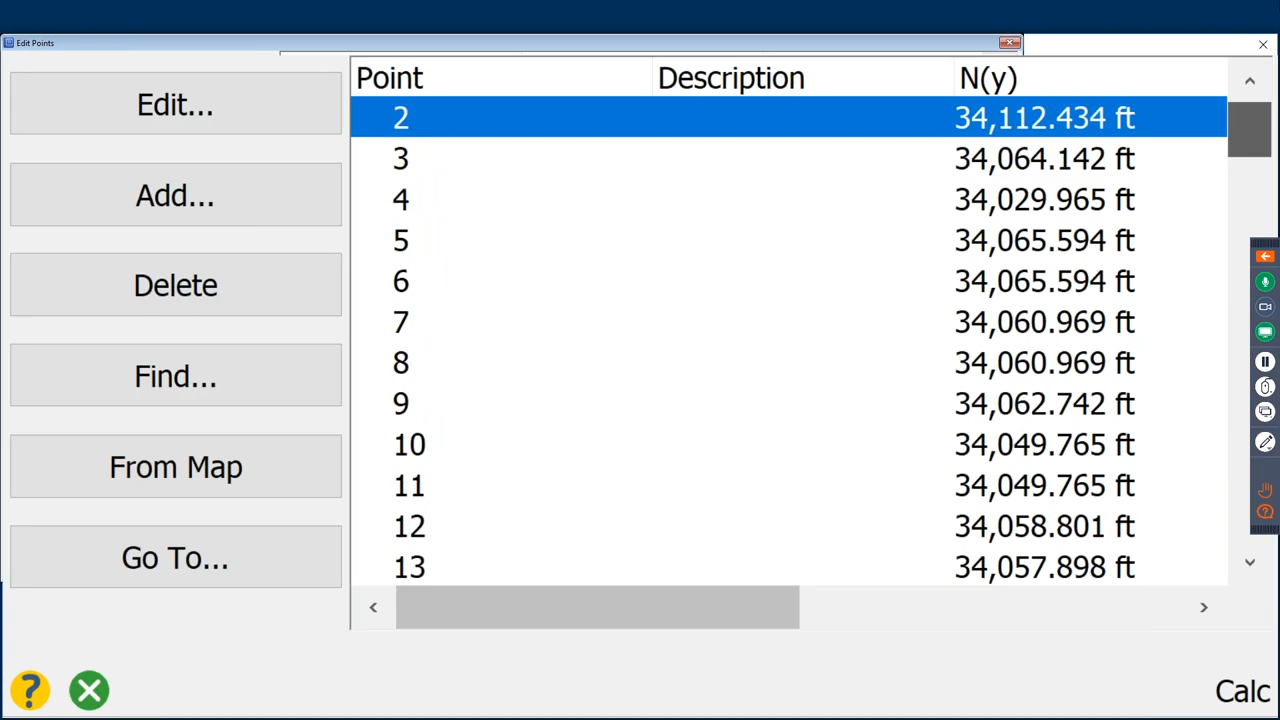 Edit Points
Point Description N(y)
Edit...
Add...
Delete
Find...
From Map
Go To...
2 34,112.434 ft
3 34,064.142 ft
4 34,029.965 ft
5 34,065.594 ft
6 34,065.594 ft
7 34,060.969 ft
8 34,060.969 ft
9 34,062.742 ft
10 34,049.765 ft
11 34,049.765 ft
12 34,058.801 ft
13 34,057.898 ft
?
Calc